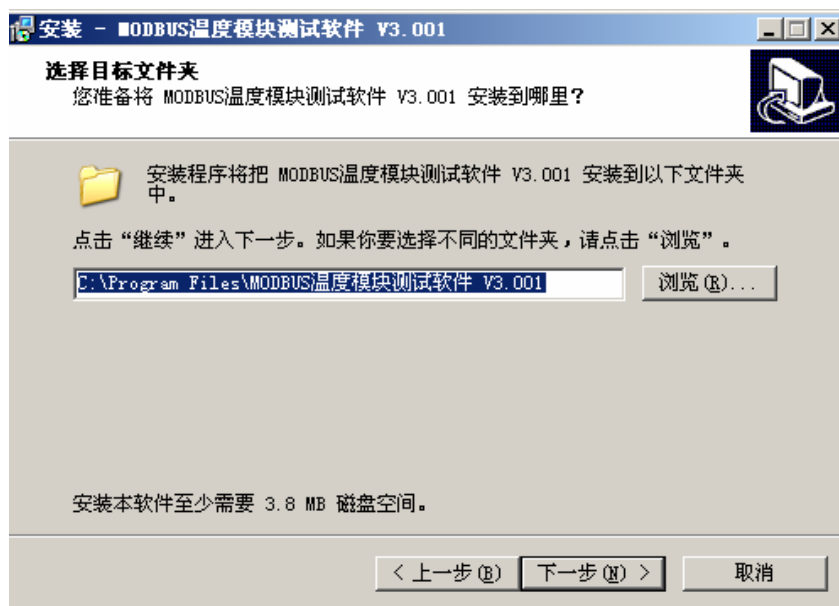 安装 - MODBUS温度模块测试软件 V3.001
选择目标文件夹
您准备将 MODBUS温度模块测试软件 V3.001 安装到哪里?
安装程序将把 MODBUS温度模块测试软件 V3.001 安装到以下文件夹
中。
点击“继续”进入下一步。如果你要选择不同的文件夹，请点击“浏览”。
C:\Program Files\MODBUS温度模块测试软件 V3.001
浏览(R)...
安装本软件至少需要 3.8 MB 磁盘空间。
< 上一步(B) 下一步(N) > 取消